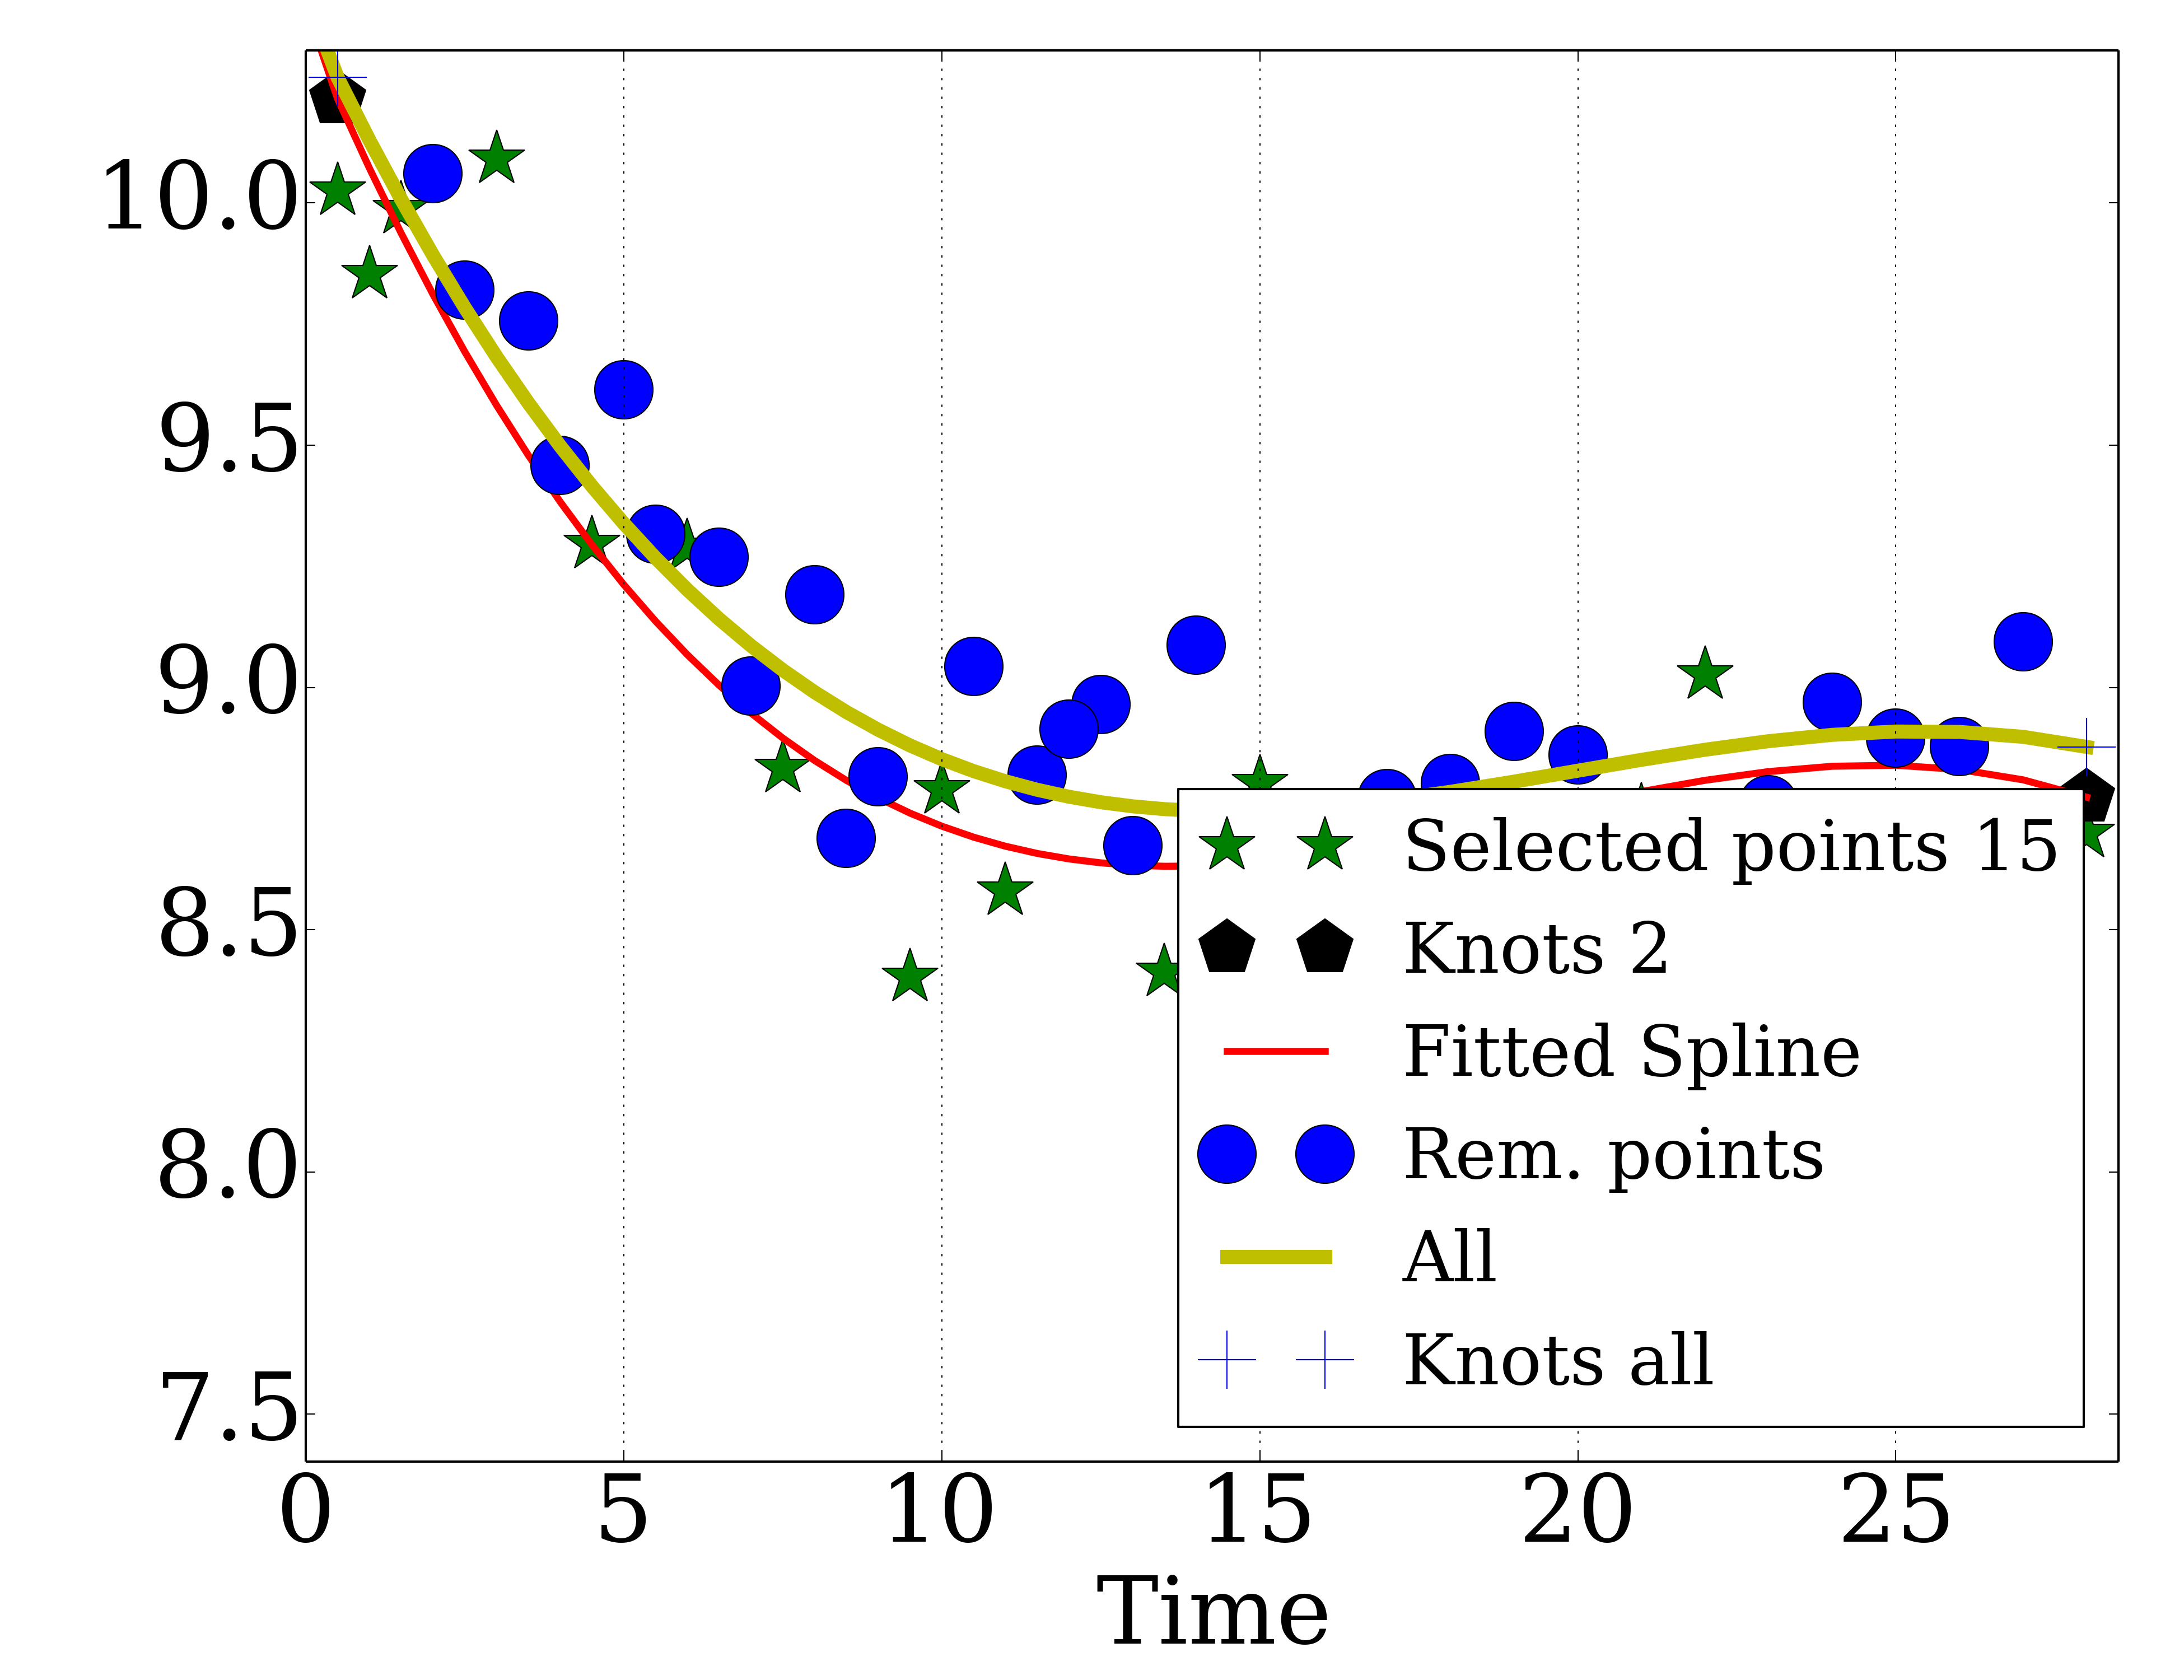 10.0
9.5
9.0
8.5
8.0
7.5
Selected points 15
Knots 2
Fitted Spline
Rem. points
All
Knots all
0 5 10 15 20 25
Time